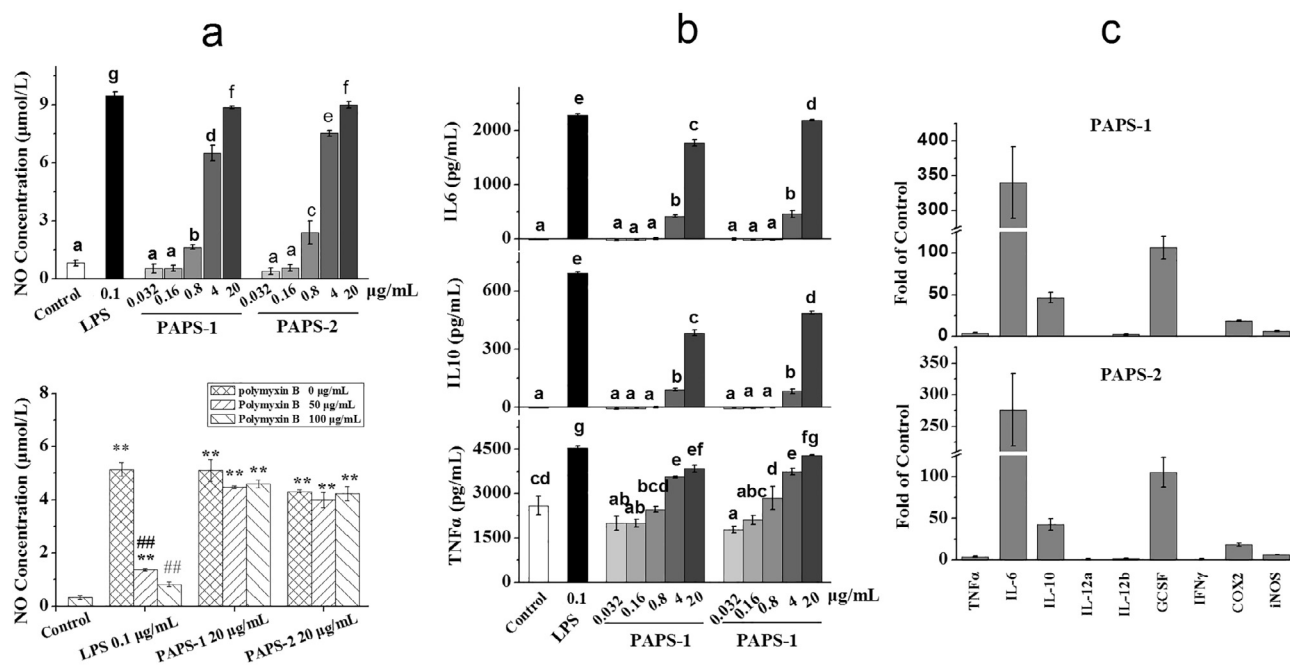 a
NO Concentration (μmol/L)
9
6
3
0
a
g
a
a
b
d
f
a
a
c
e
f
Control
0.1
LPS
0.032
0.16
0.8
4
20
PAPS-1
0.032
0.16
0.8
4
20
PAPS-2
μg/mL
NO Concentration (μmol/L)
8
6
4
2
0
polymyxin B 0 μg/mL
Polymyxin B 50 μg/mL
Polymyxin B 100 μg/mL
**
##
**
##
**
**
**
**
**
**
Control
LPS 0.1 μg/mL
PAPS-1 20 μg/mL
PAPS-2 20 μg/mL
b
IL6 (pg/mL)
2000
1000
0
a
e
a
a
a
b
c
a
a
a
b
d
IL10 (pg/mL)
600
300
0
a
e
a
a
a
b
c
a
a
a
b
d
TNFα (pg/mL)
4500
3000
1500
0
cd
g
ab
ab
bcd
e
ef
a
abc
d
e
fg
Control
0.1
LPS
0.032
0.16
0.8
4
20
PAPS-1
0.032
0.16
0.8
4
20
PAPS-1
μg/mL
c
PAPS-1
Fold of Control
400
350
300
100
50
0
PAPS-2
Fold of Control
350
300
250
100
50
0
TNFα
IL-6
IL-10
IL-12a
IL-12b
GCSF
IFNγ
COX2
iNOS